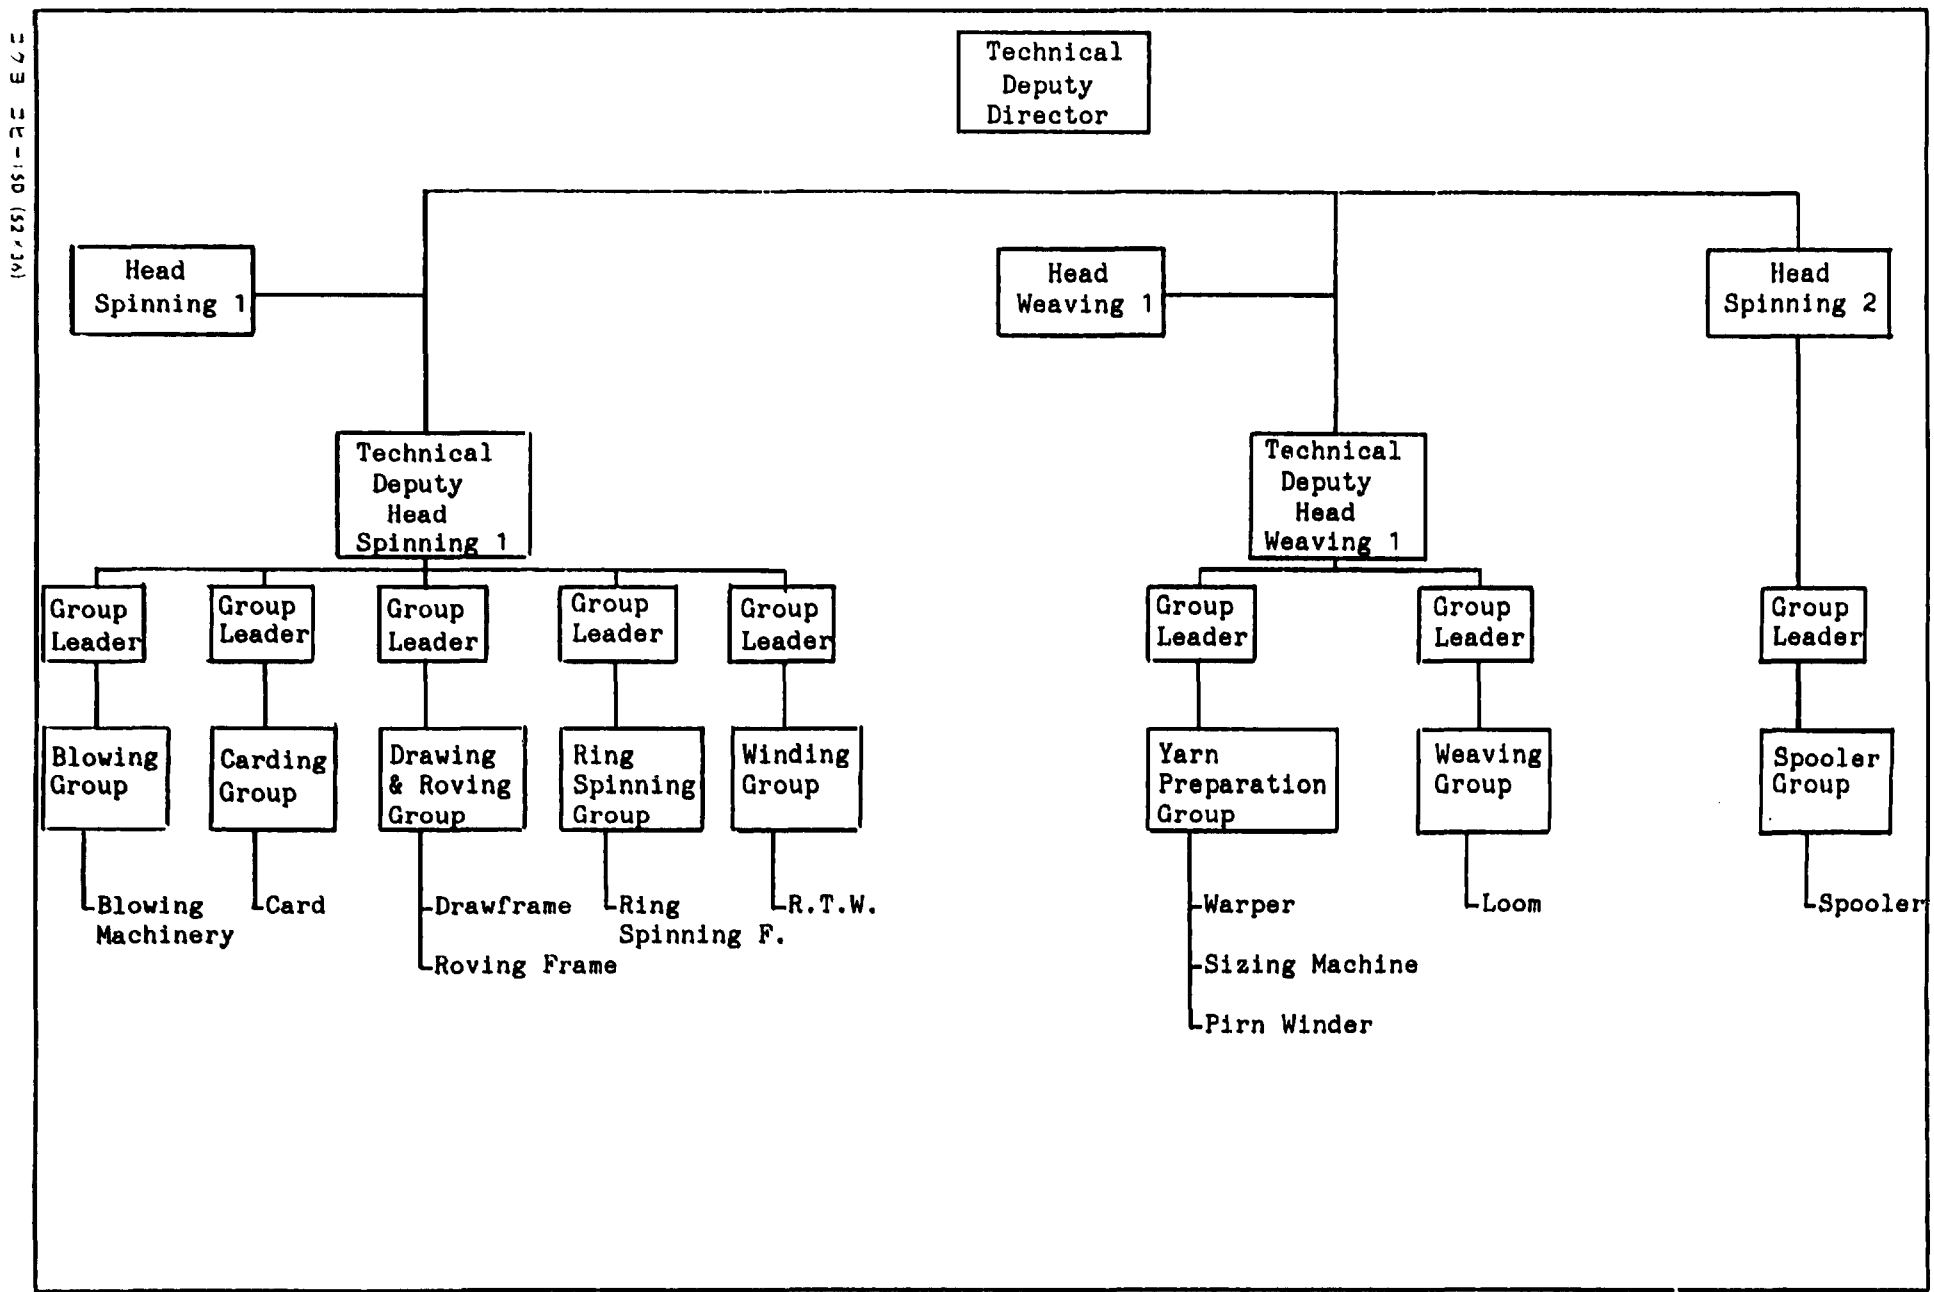 Technical
Deputy
Director
Head
Spinning 1
Head
Weaving 1
Head
Spinning 2
Technical
Deputy
Head
Spinning 1
Technical
Deputy
Head
Weaving 1
Group
Leader
Group
Leader
Group
Leader
Group
Leader
Group
Leader
Group
Leader
Group
Leader
Group
Leader
Blowing
Group
Carding
Group
Drawing
& Roving
Group
Ring
Spinning
Group
Winding
Group
Yarn
Preparation
Group
Weaving
Group
Spooler
Group
Blowing
Machinery
Card
Drawframe
Roving Frame
Ring
Spinning F.
R.T.W.
Warper
Sizing Machine
Pirn Winder
Loom
Spooler